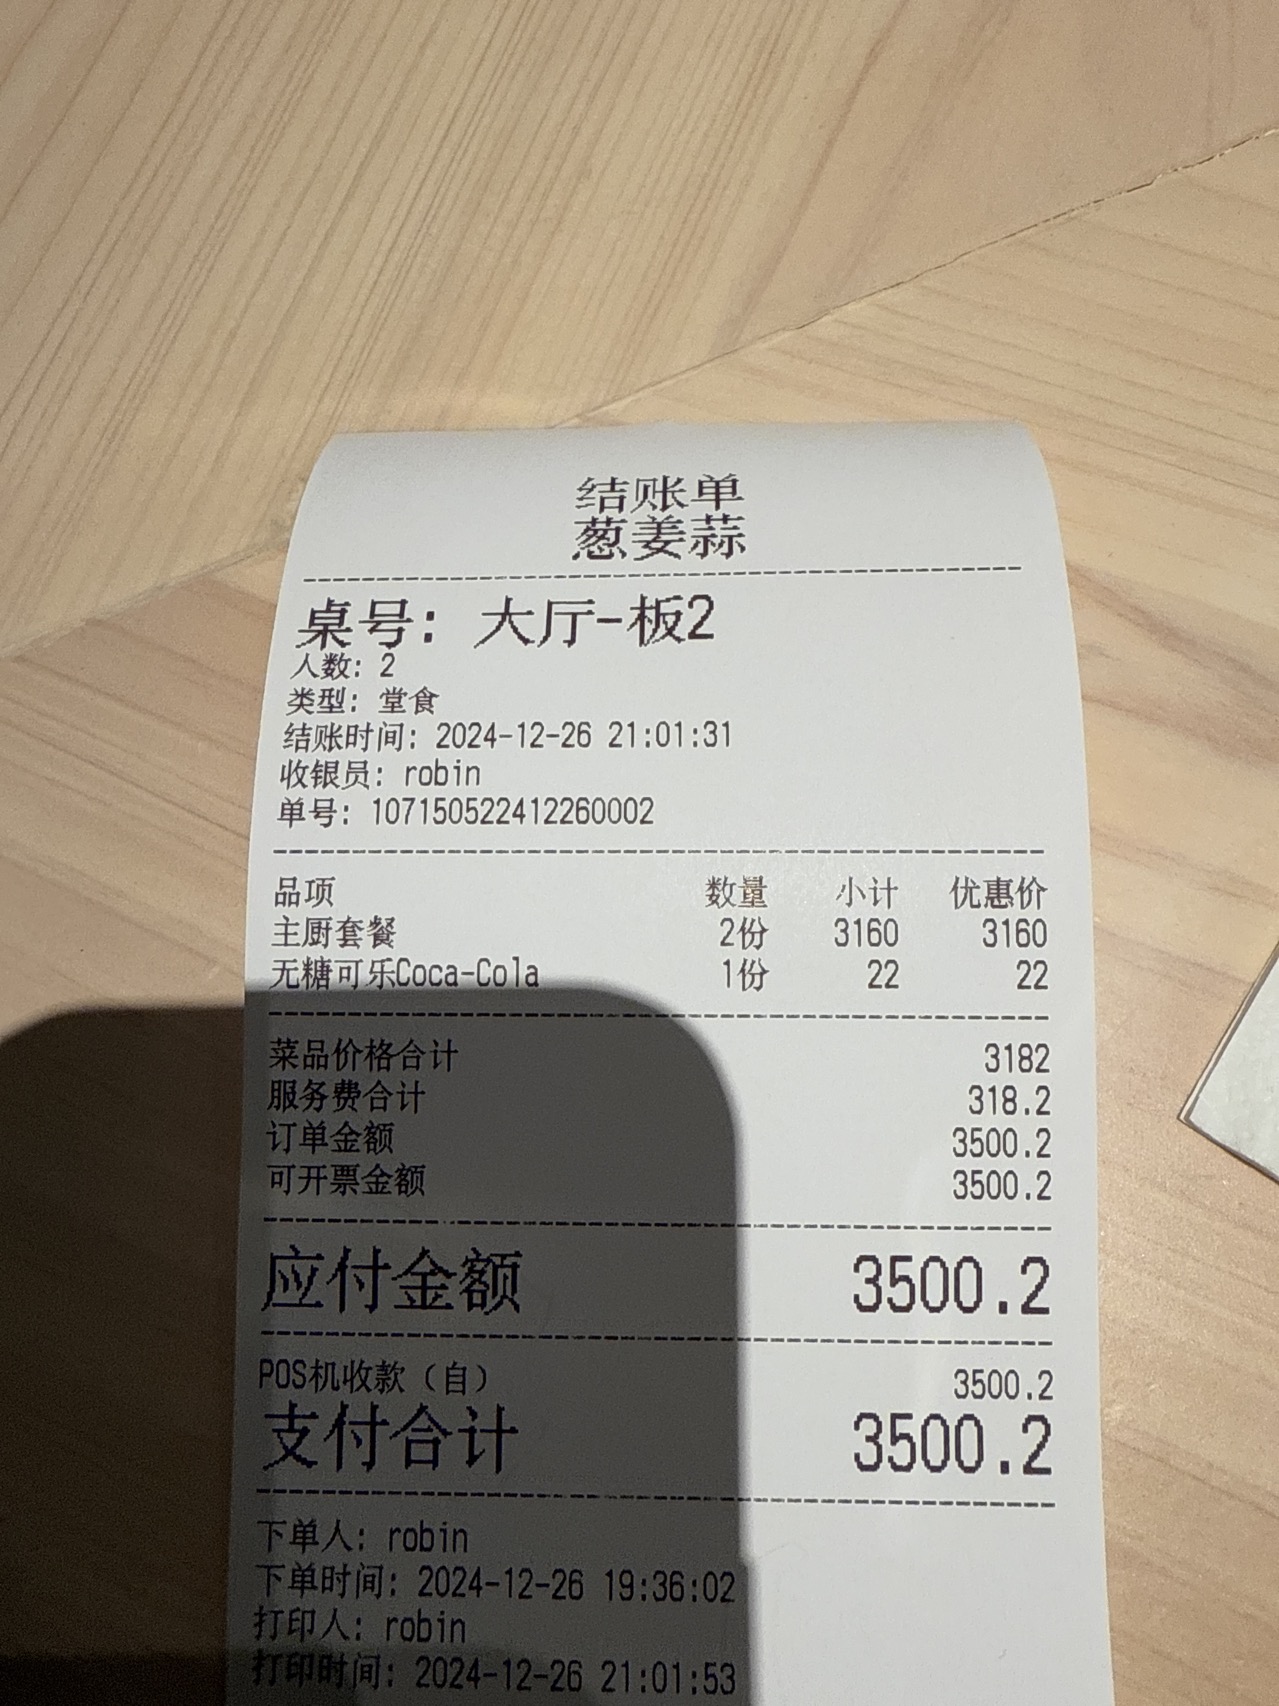 结账单
葱姜蒜
桌号: 大厅-板2
人数: 2
类型: 堂食
结账时间: 2024-12-26 21:01:31
收银员: robin
单号: 107150522412260002
品项 数量 小计 优惠价
主厨套餐 2份 3160 3160
无糖可乐Coca-Cola 1份 22 22
菜品价格合计 3182
服务费合计 318.2
订单金额 3500.2
可开票金额 3500.2
应付金额 3500.2
POS机收款（自） 3500.2
支付合计 3500.2
下单人: robin
下单时间: 2024-12-26 19:36:02
打印人: robin
打印时间: 2024-12-26 21:01:53